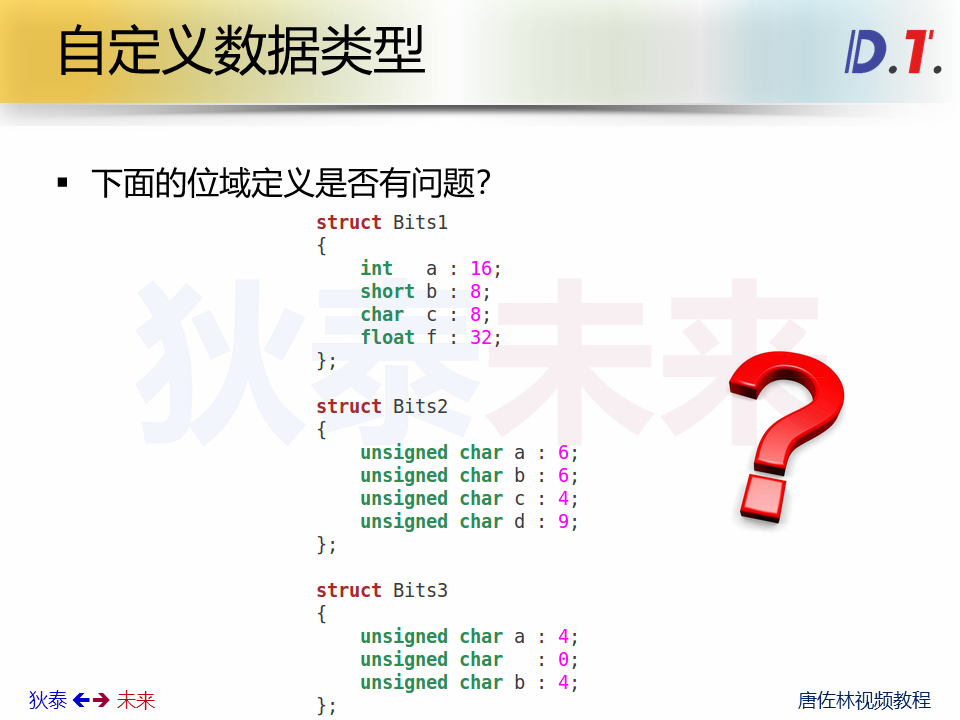 自定义数据类型
D.T.
▪ 下面的位域定义是否有问题?
struct Bits1
{
    int   a : 16;
    short b : 8;
    char  c : 8;
    float f : 32;
};
struct Bits2
{
    unsigned char a : 6;
    unsigned char b : 6;
    unsigned char c : 4;
    unsigned char d : 9;
};
struct Bits3
{
    unsigned char a : 4;
    unsigned char   : 0;
    unsigned char b : 4;
};
狄泰未来
狄泰 未来
唐佐林视频教程